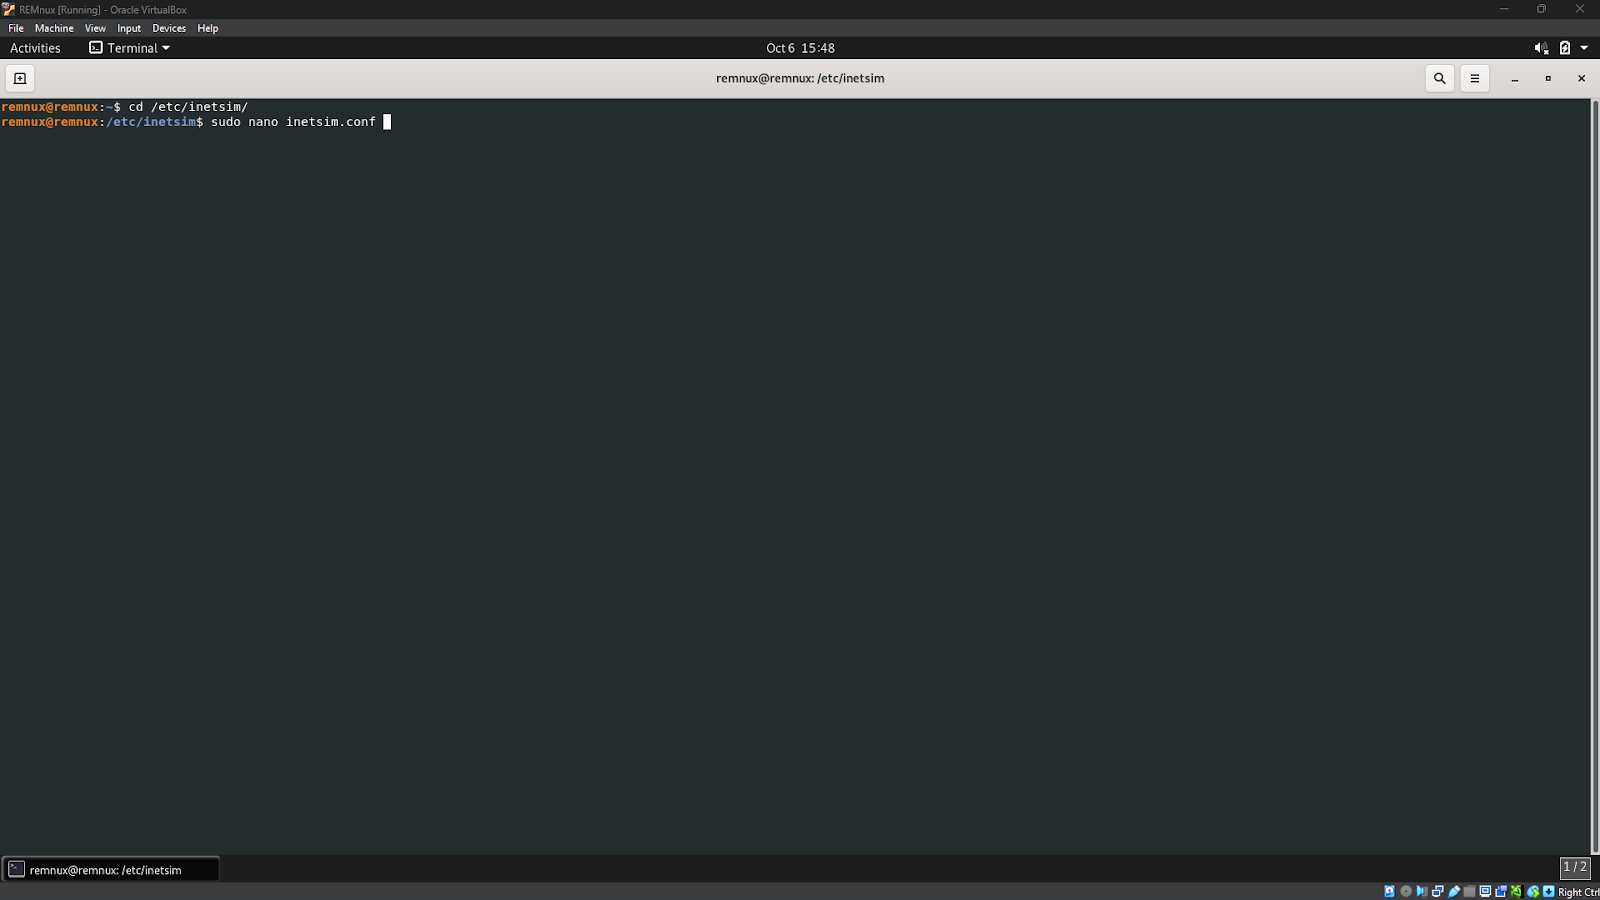 REMnux [Running] - Oracle VirtualBox
File Machine View Input Devices Help
Activities Terminal Oct 6 15:48
remnux@remnux: /etc/inetsim
remnux@remnux:~$ cd /etc/inetsim/
remnux@remnux:/etc/inetsim$ sudo nano inetsim.conf
remnux@remnux: /etc/inetsim
1 / 2
Right Ctrl